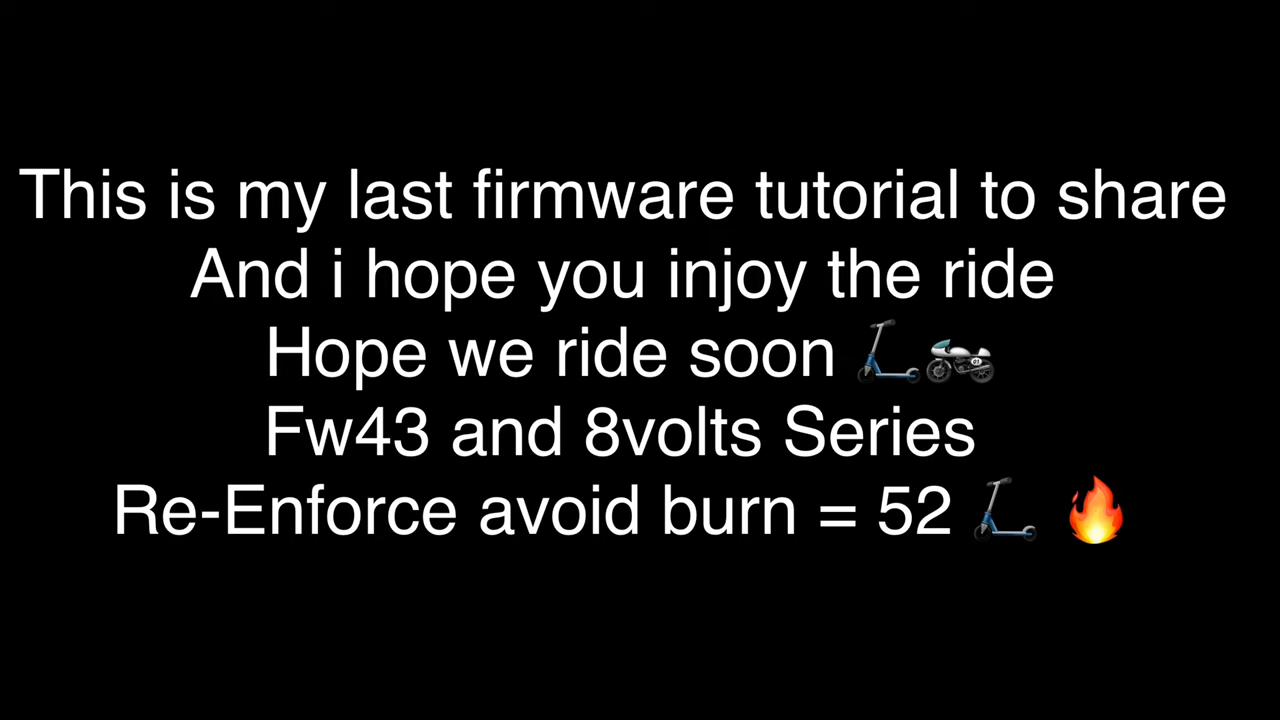 This is my last firmware tutorial to share
And i hope you injoy the ride
Hope we ride soon 🛴🏍
Fw43 and 8volts Series
Re-Enforce avoid burn = 52 🛴 🔥